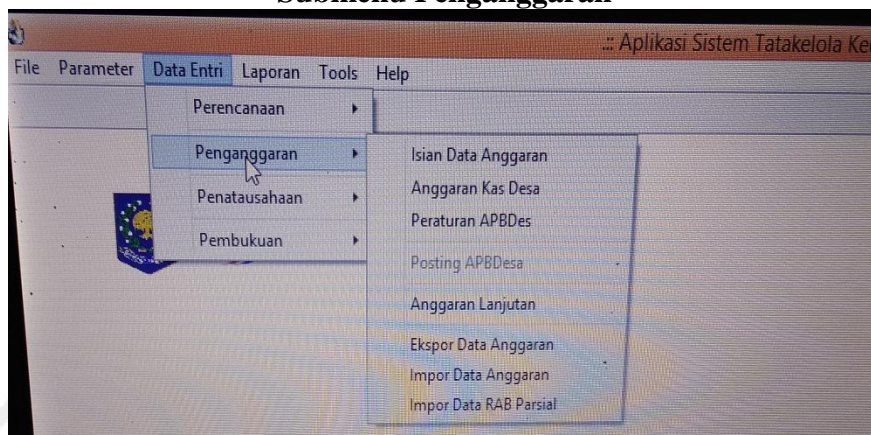 Submenu Penganggaran
.:: Aplikasi Sistem Tatakelola Ke
File Parameter Data Entri Laporan Tools Help
Perencanaan
Penganggaran
Penatausahaan
Pembukuan
Isian Data Anggaran
Anggaran Kas Desa
Peraturan APBDes
Posting APBDesa
Anggaran Lanjutan
Ekspor Data Anggaran
Impor Data Anggaran
Impor Data RAB Parsial